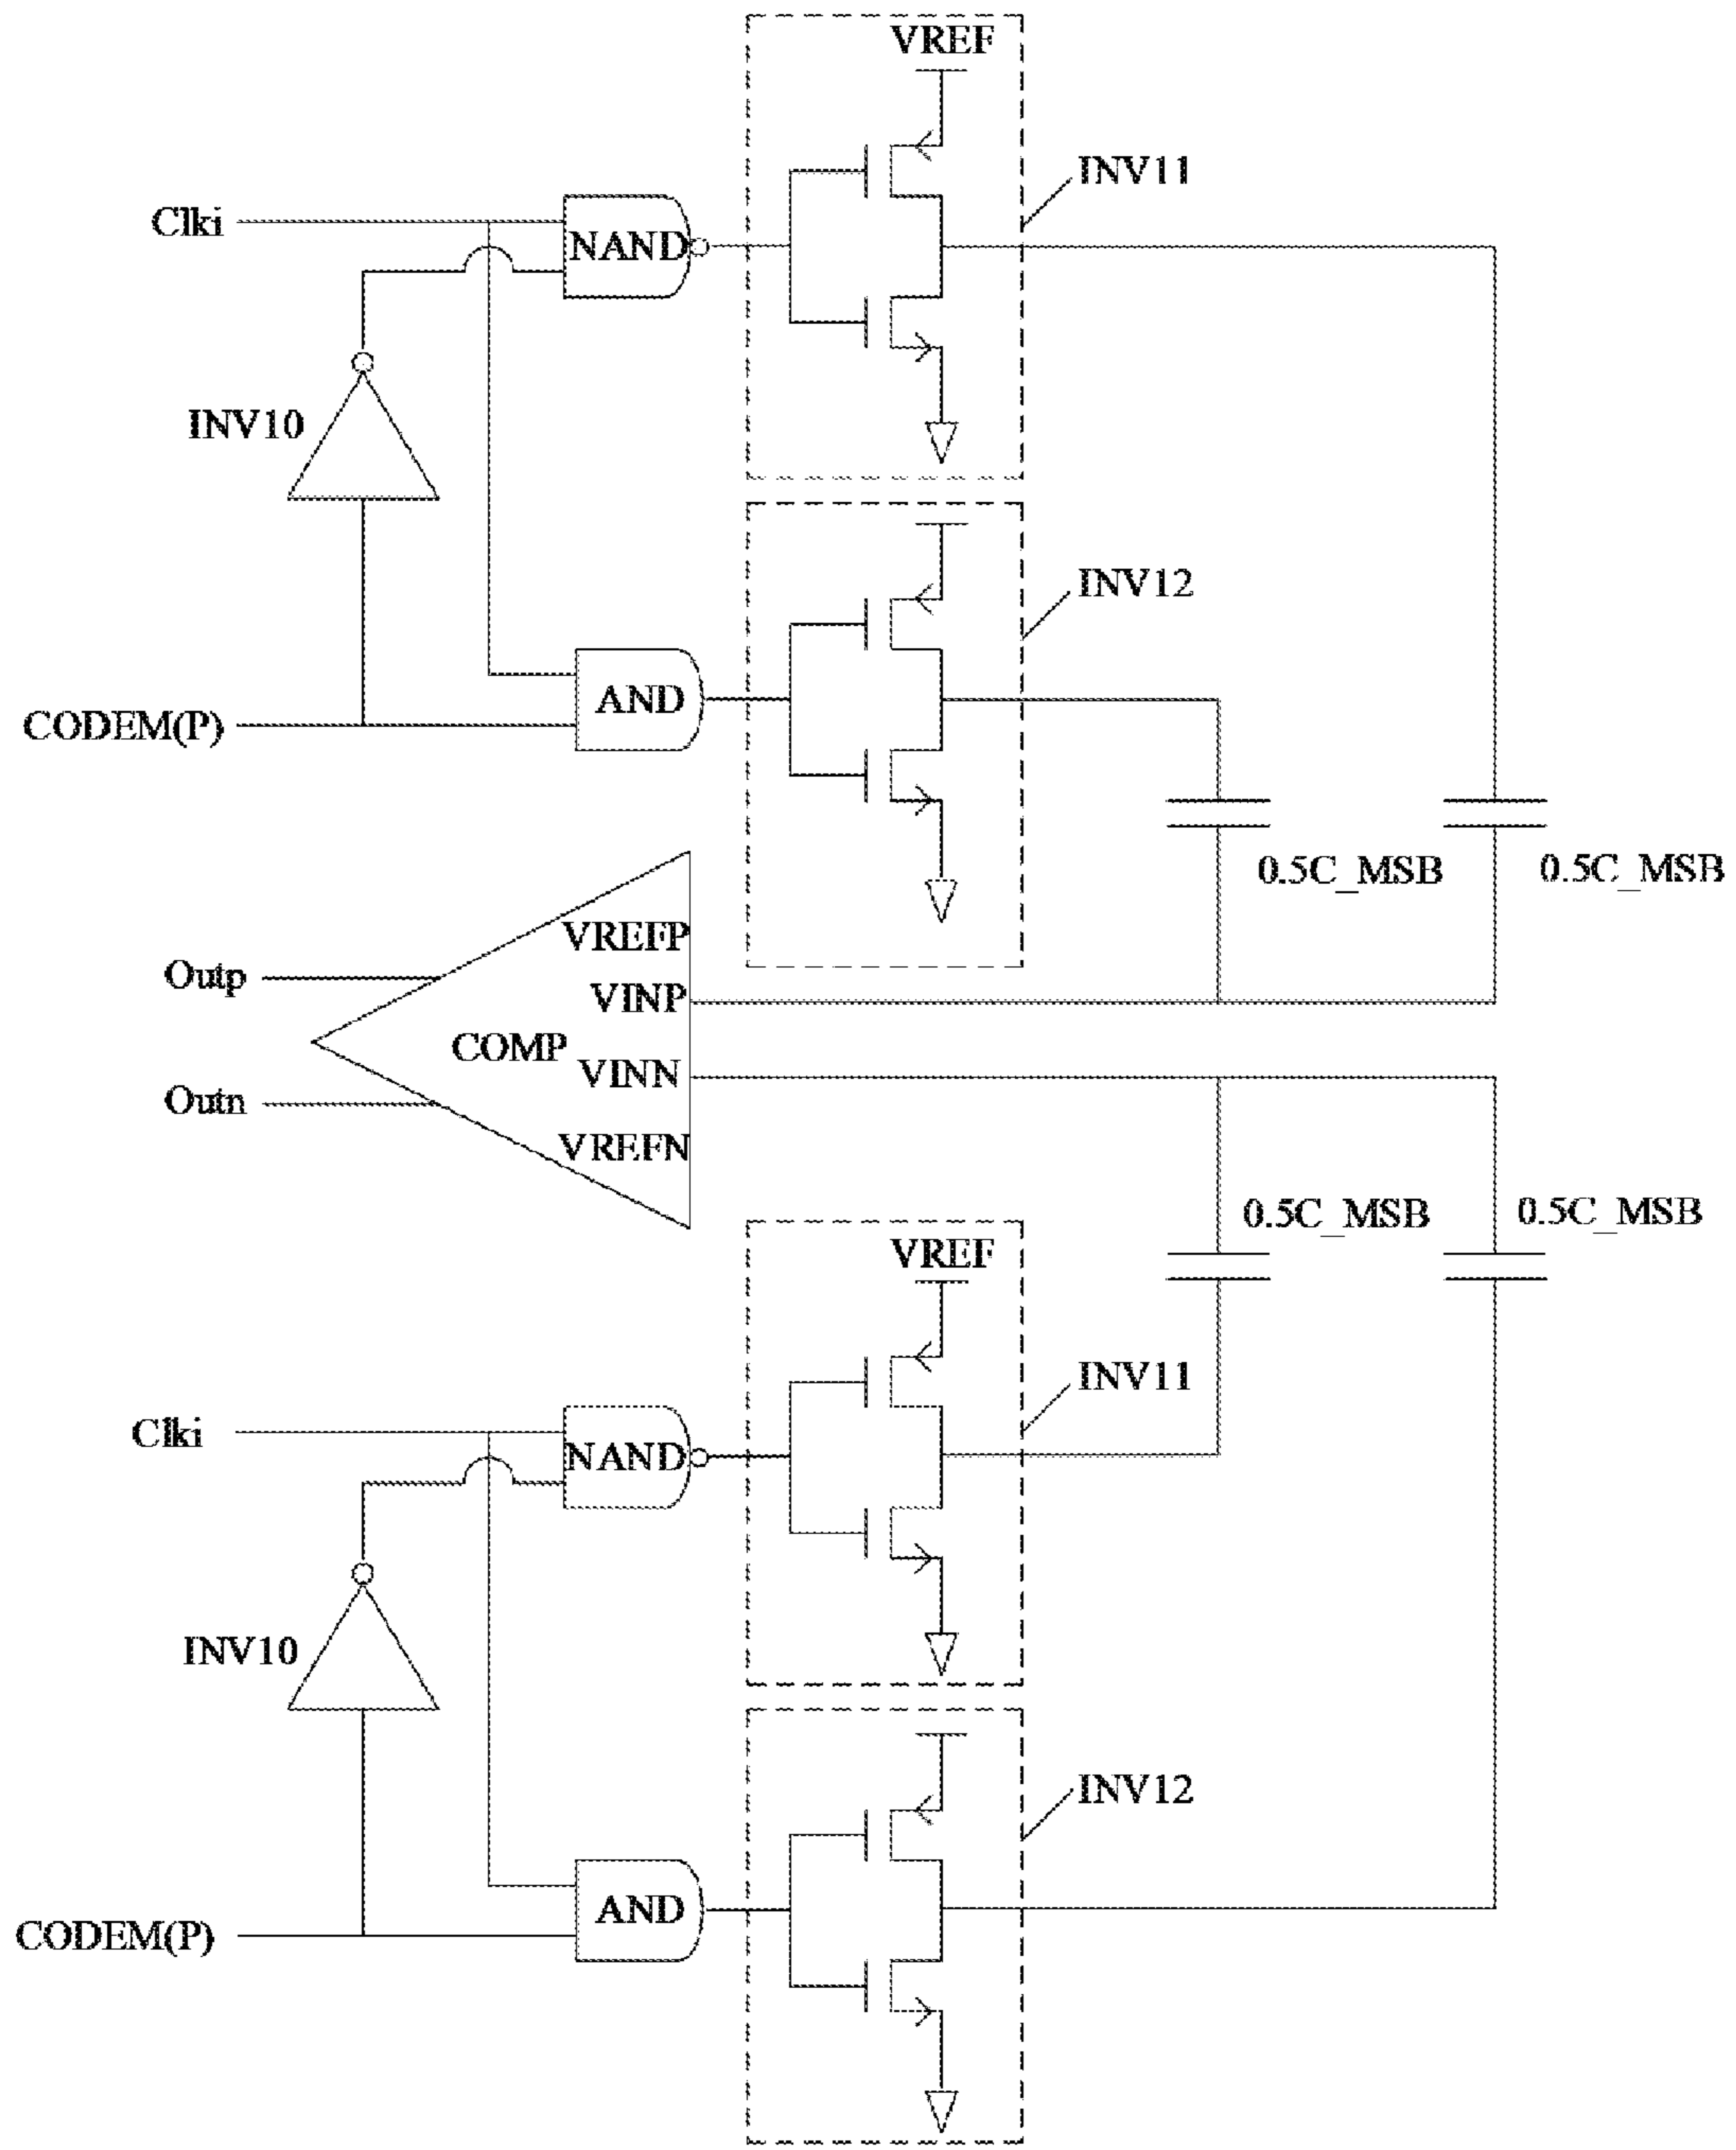 VREF
INV11
Clki
NAND
INV10
INV12
AND
CODEM(P)
0.5C_MSB
0.5C_MSB
VREFP
Outp
VINP
COMP
VINN
Outn
VREFN
0.5C_MSB
0.5C_MSB
VREF
INV11
Clki
NAND
INV10
INV12
AND
CODEM(P)